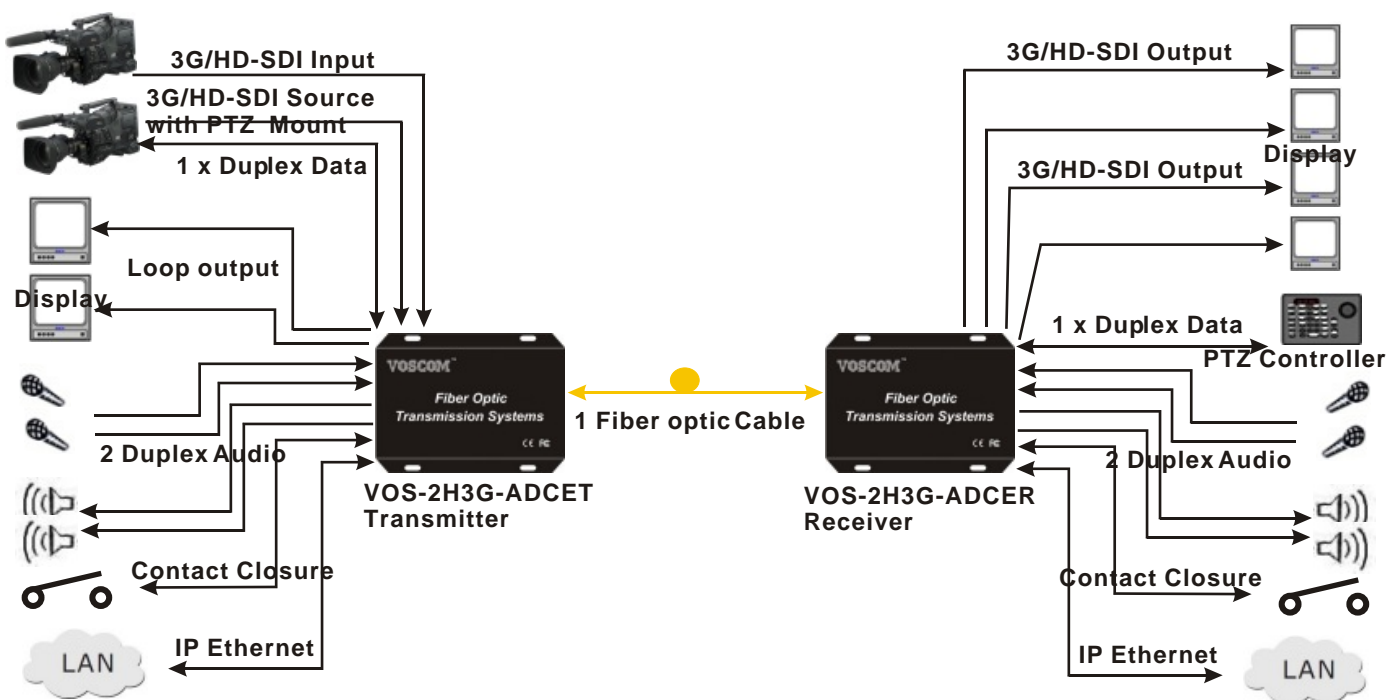 3G/HD-SDI Input
3G/HD-SDI Source
with PTZ Mount
1 x Duplex Data
Loop output
Display
2 Duplex Audio
Contact Closure
IP Ethernet
LAN
VOSCOM™
Fiber Optic
Transmission Systems
CE FC
VOS-2H3G-ADCET
Transmitter
1 Fiber optic Cable
VOSCOM™
Fiber Optic
Transmission Systems
CE FC
VOS-2H3G-ADCER
Receiver
3G/HD-SDI Output
Display
3G/HD-SDI Output
1 x Duplex Data
PTZ Controller
2 Duplex Audio
Contact Closure
IP Ethernet
LAN